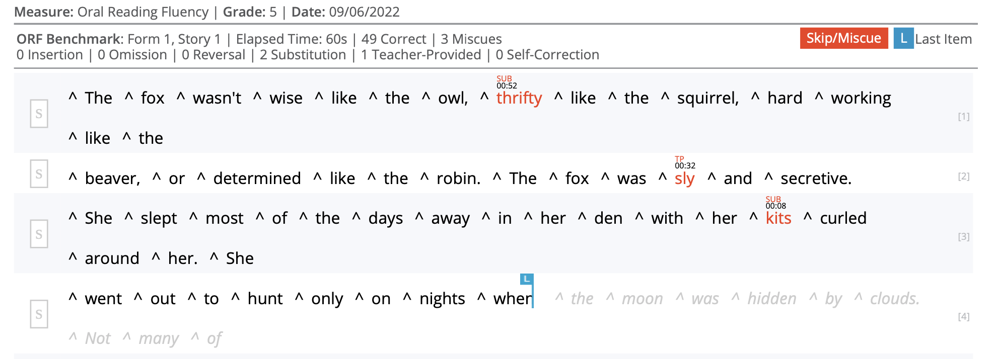 Measure: Oral Reading Fluency | Grade: 5 | Date: 09/06/2022
ORF Benchmark: Form 1, Story 1 | Elapsed Time: 60s | 49 Correct | 3 Miscues Skip/Miscue L Last Item
0 Insertion | 0 Omission | 0 Reversal | 2 Substitution | 1 Teacher-Provided | 0 Self-Correction
SUB
00:52
^ The ^ fox ^ wasn't ^ wise ^ like ^ the ^ owl, ^ thrifty ^ like ^ the ^ squirrel, ^ hard ^ working
S [1]
^ like ^ the
TP
00:32
S ^ beaver, ^ or ^ determined ^ like ^ the ^ robin. ^ The ^ fox ^ was ^ sly ^ and ^ secretive. [2]
SUB
00:08
^ She ^ slept ^ most ^ of ^ the ^ days ^ away ^ in ^ her ^ den ^ with ^ her ^ kits ^ curled
S [3]
^ around ^ her. ^ She
L
^ went ^ out ^ to ^ hunt ^ only ^ on ^ nights ^ when ^ the ^ moon ^ was ^ hidden ^ by ^ clouds.
S [4]
^ Not ^ many ^ of